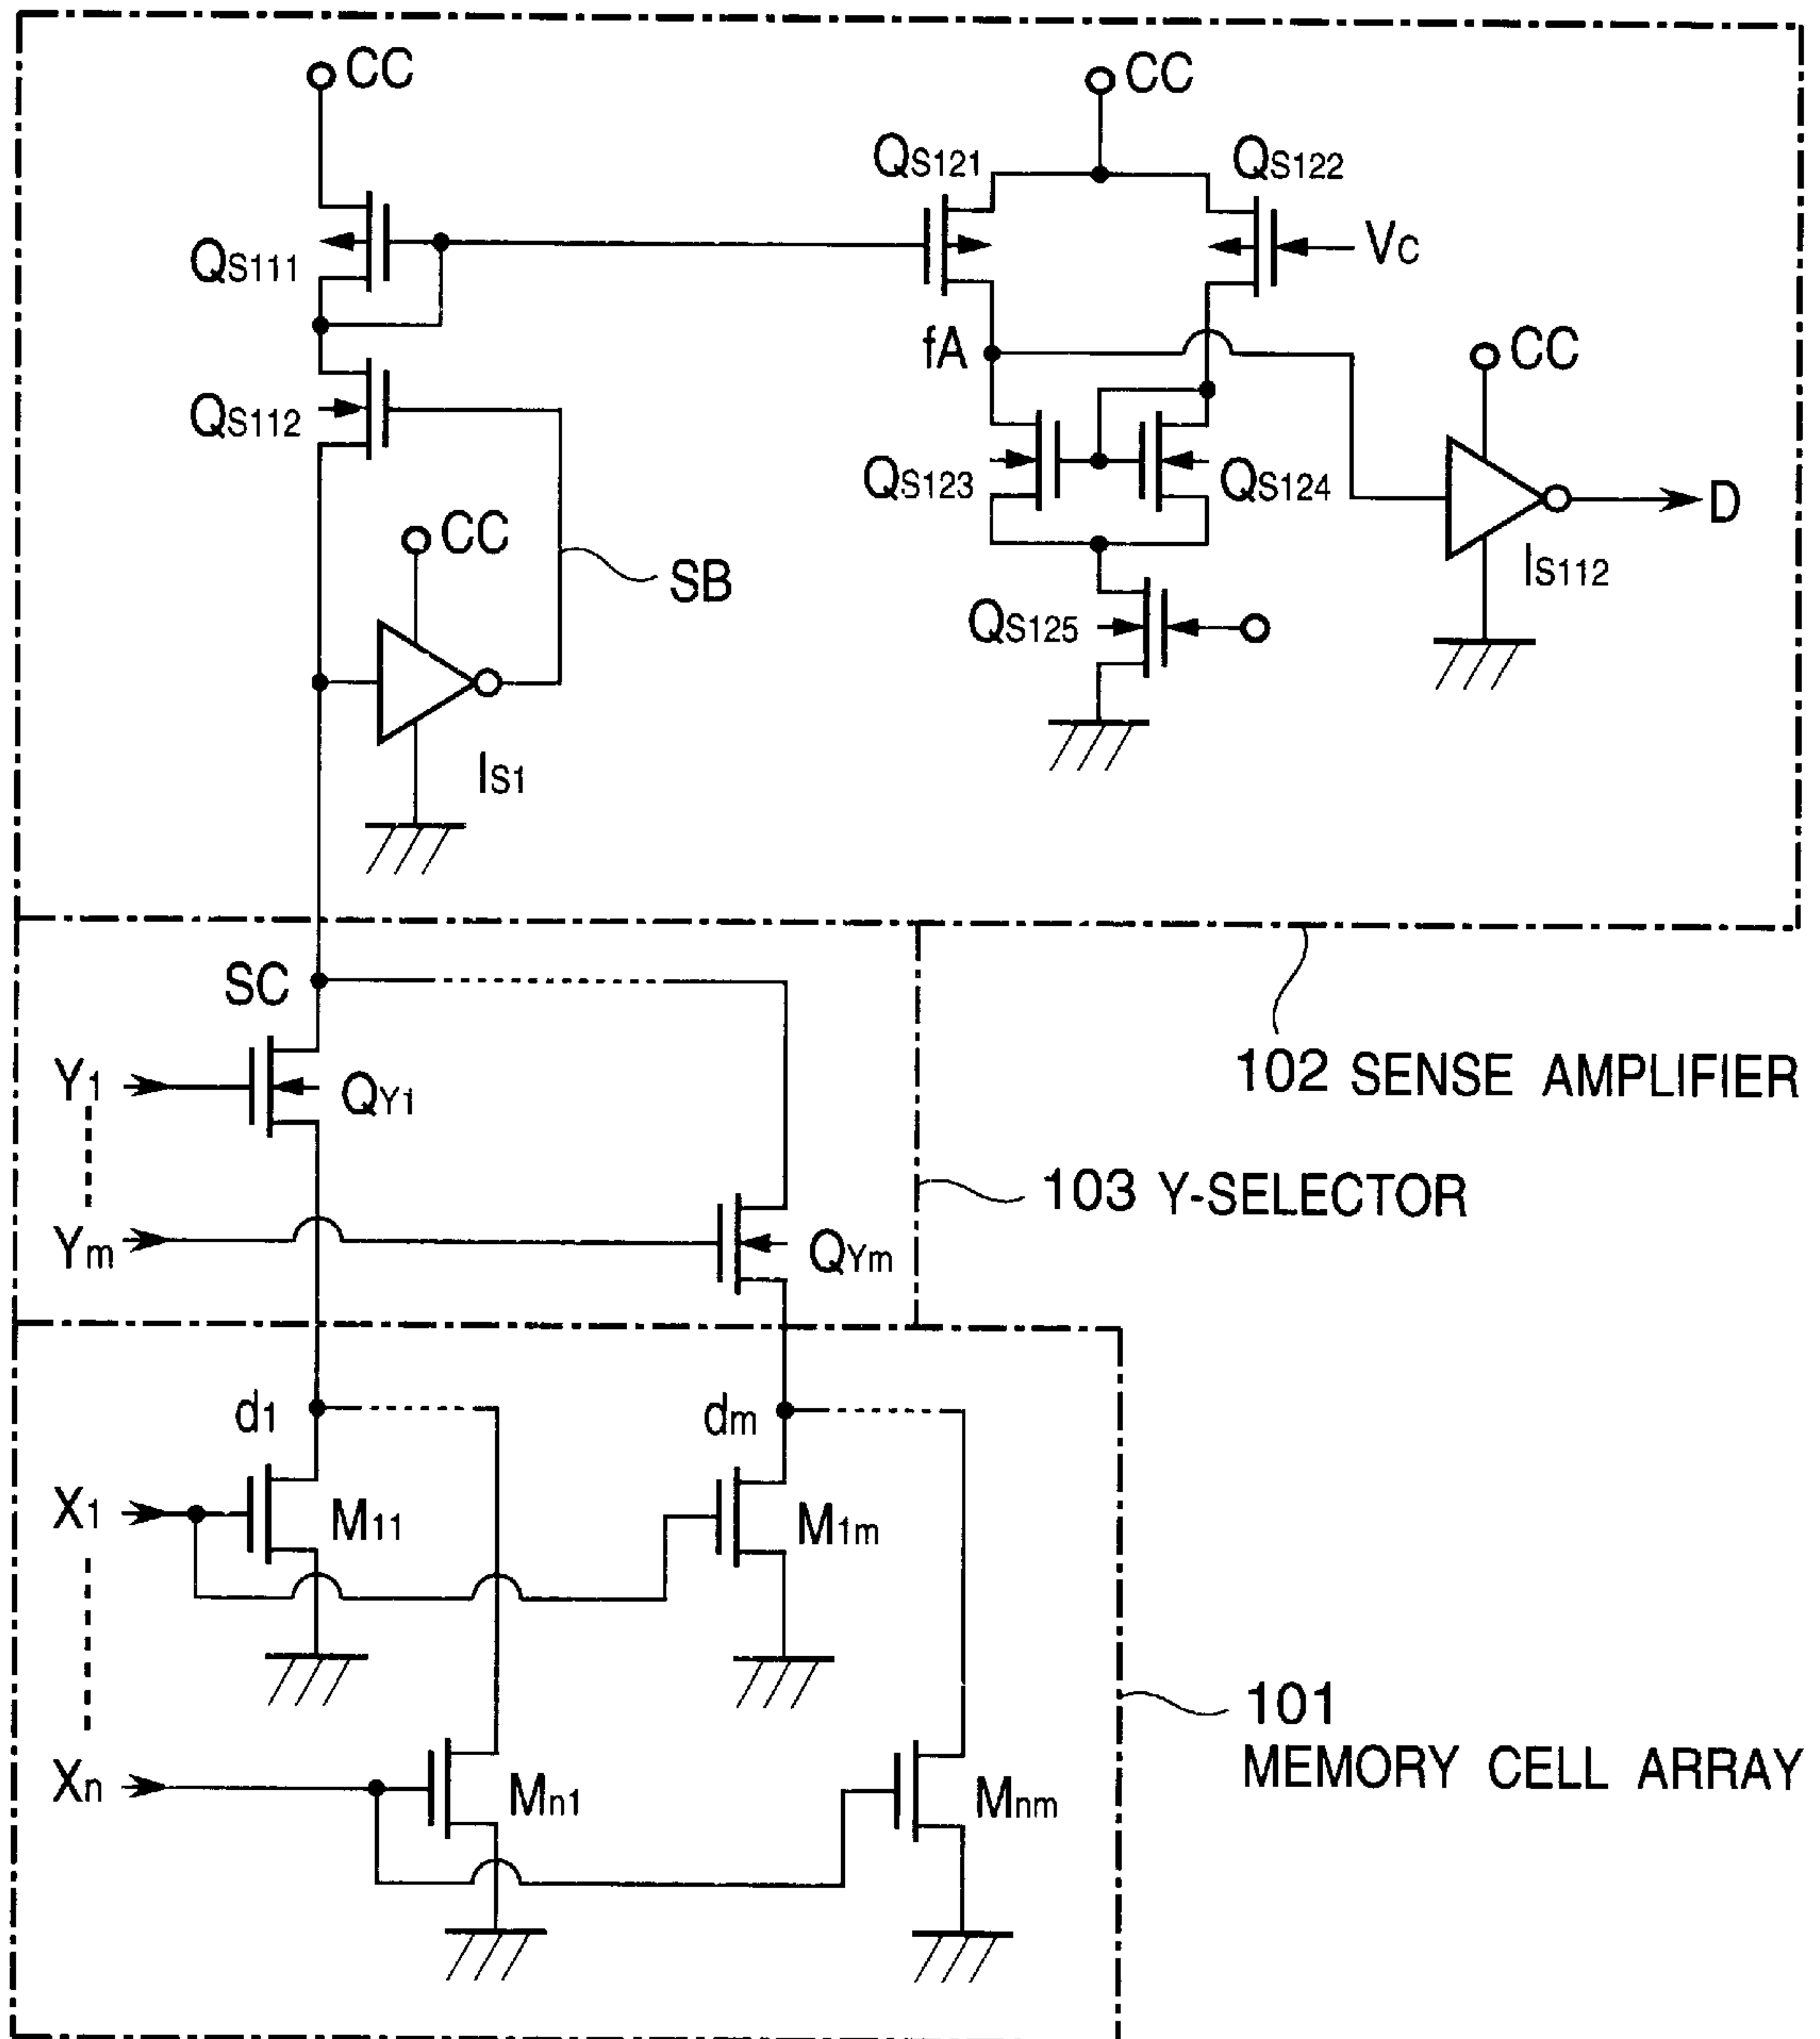 CC
CC
QS121
QS122
QS111
VC
fA
CC
QS112
QS123
QS124
D
CC
SB
IS112
QS125
IS1
SC
102 SENSE AMPLIFIER
Y1
QY1
103 Y-SELECTOR
Ym
QYm
d1
dm
X1
M11
M1m
101
MEMORY CELL ARRAY
Xn
Mn1
Mnm